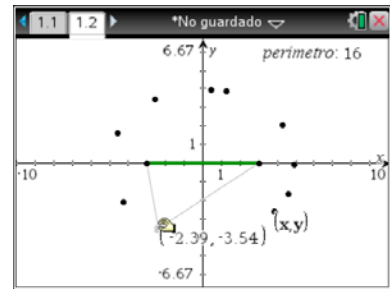 1.1 1.2 *No guardado
6.67 y perímetro: 16
1
x
-10 1 10
(x,y)
(-2.39, -3.54)
-6.67